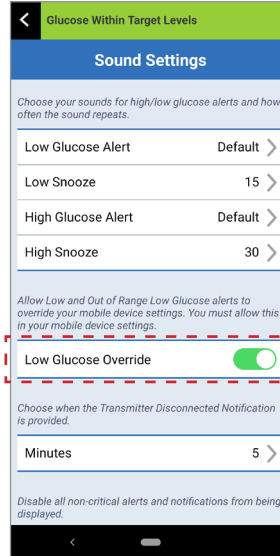 Glucose Within Target Levels
Sound Settings
Choose your sounds for high/low glucose alerts and how
often the sound repeats.
Low Glucose Alert Default
Low Snooze 15
High Glucose Alert Default
High Snooze 30
Allow Low and Out of Range Low Glucose alerts to
override your mobile device settings. You must allow this
in your mobile device settings.
Low Glucose Override
Choose when the Transmitter Disconnected Notification
is provided.
Minutes 5
Disable all non-critical alerts and notifications from being
displayed.